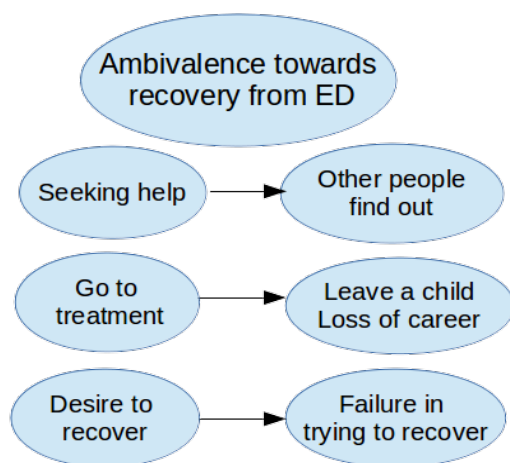 Ambivalence towards
recovery from ED
Seeking help
Other people
find out
Go to
treatment
Leave a child
Loss of career
Desire to
recover
Failure in
trying to recover